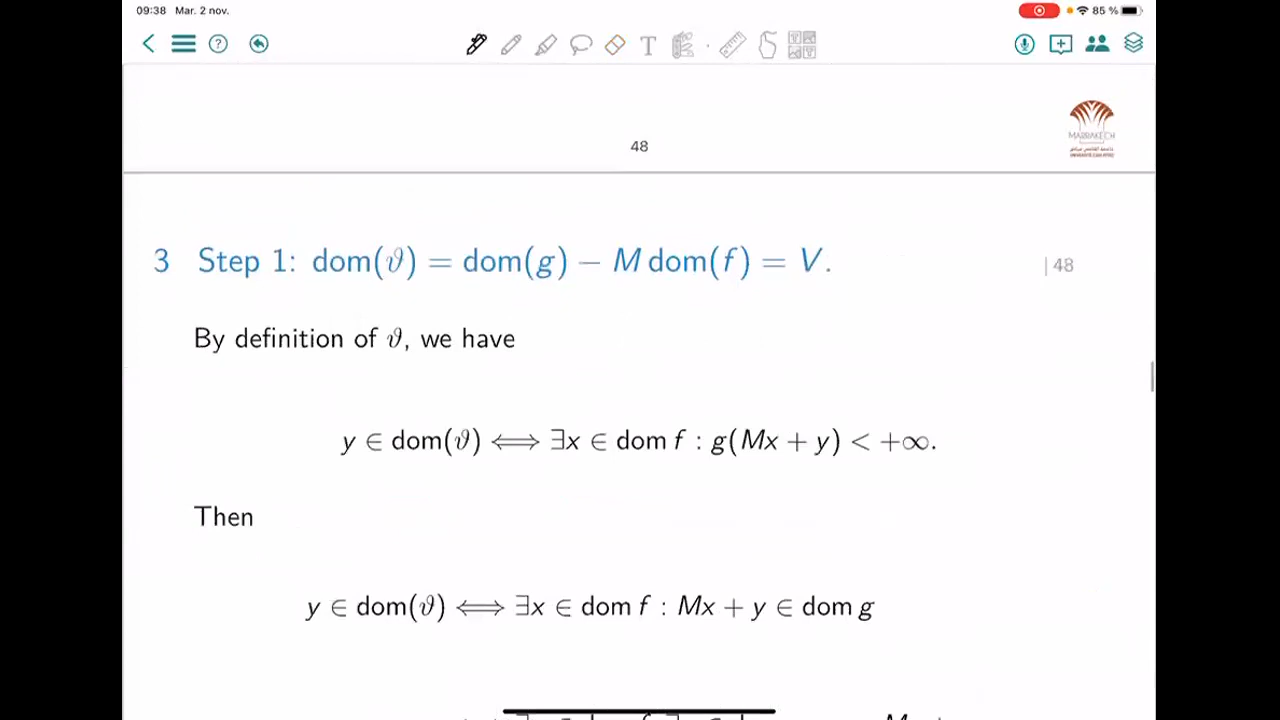 09:38 Mar. 2 nov.
85 %
T
MARRAKECH
48
3 Step 1: dom(ϑ) = dom(g) − M dom(f) = V.
| 48
By definition of ϑ, we have
y ∈ dom(ϑ) ⟺ ∃x ∈ dom f : g(Mx + y) < +∞.
Then
y ∈ dom(ϑ) ⟺ ∃x ∈ dom f : Mx + y ∈ dom g